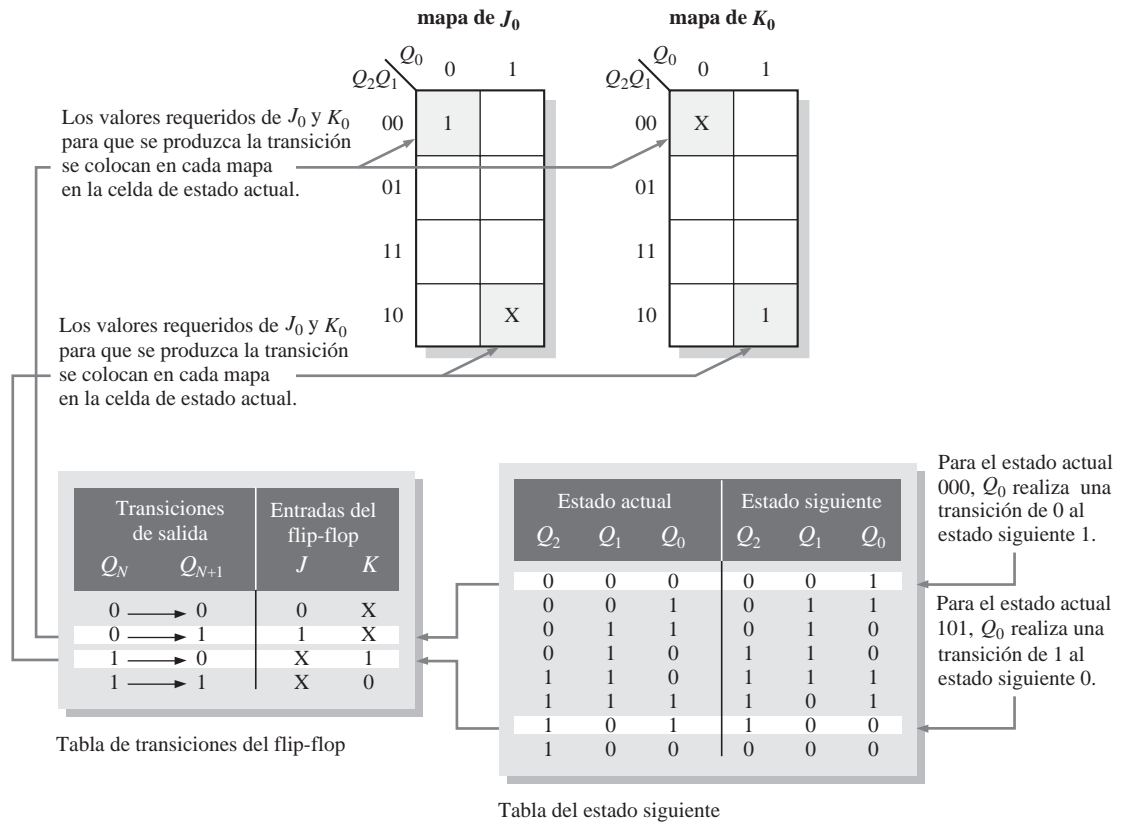 mapa de J₀
mapa de K₀
Q₀
Q₂Q₁
0 1
00 1
01
11
10 X
Q₀
Q₂Q₁
0 1
00 X
01
11
10 1
Los valores requeridos de J₀ y K₀
para que se produzca la transición
se colocan en cada mapa
en la celda de estado actual.
Los valores requeridos de J₀ y K₀
para que se produzca la transición
se colocan en cada mapa
en la celda de estado actual.
Transiciones de salida Entradas del flip-flop
Q_N Q_{N+1} J K
0 → 0 0 X
0 → 1 1 X
1 → 0 X 1
1 → 1 X 0
Tabla de transiciones del flip-flop
Estado actual Estado siguiente
Q₂ Q₁ Q₀ Q₂ Q₁ Q₀
0 0 0 0 0 1
0 0 1 0 1 1
0 1 1 0 1 0
0 1 0 1 1 0
1 1 0 1 1 1
1 1 1 1 0 1
1 0 1 1 0 0
1 0 0 0 0 0
Tabla del estado siguiente
Para el estado actual
000, Q₀ realiza una
transición de 0 al
estado siguiente 1.
Para el estado actual
101, Q₀ realiza una
transición de 1 al
estado siguiente 0.